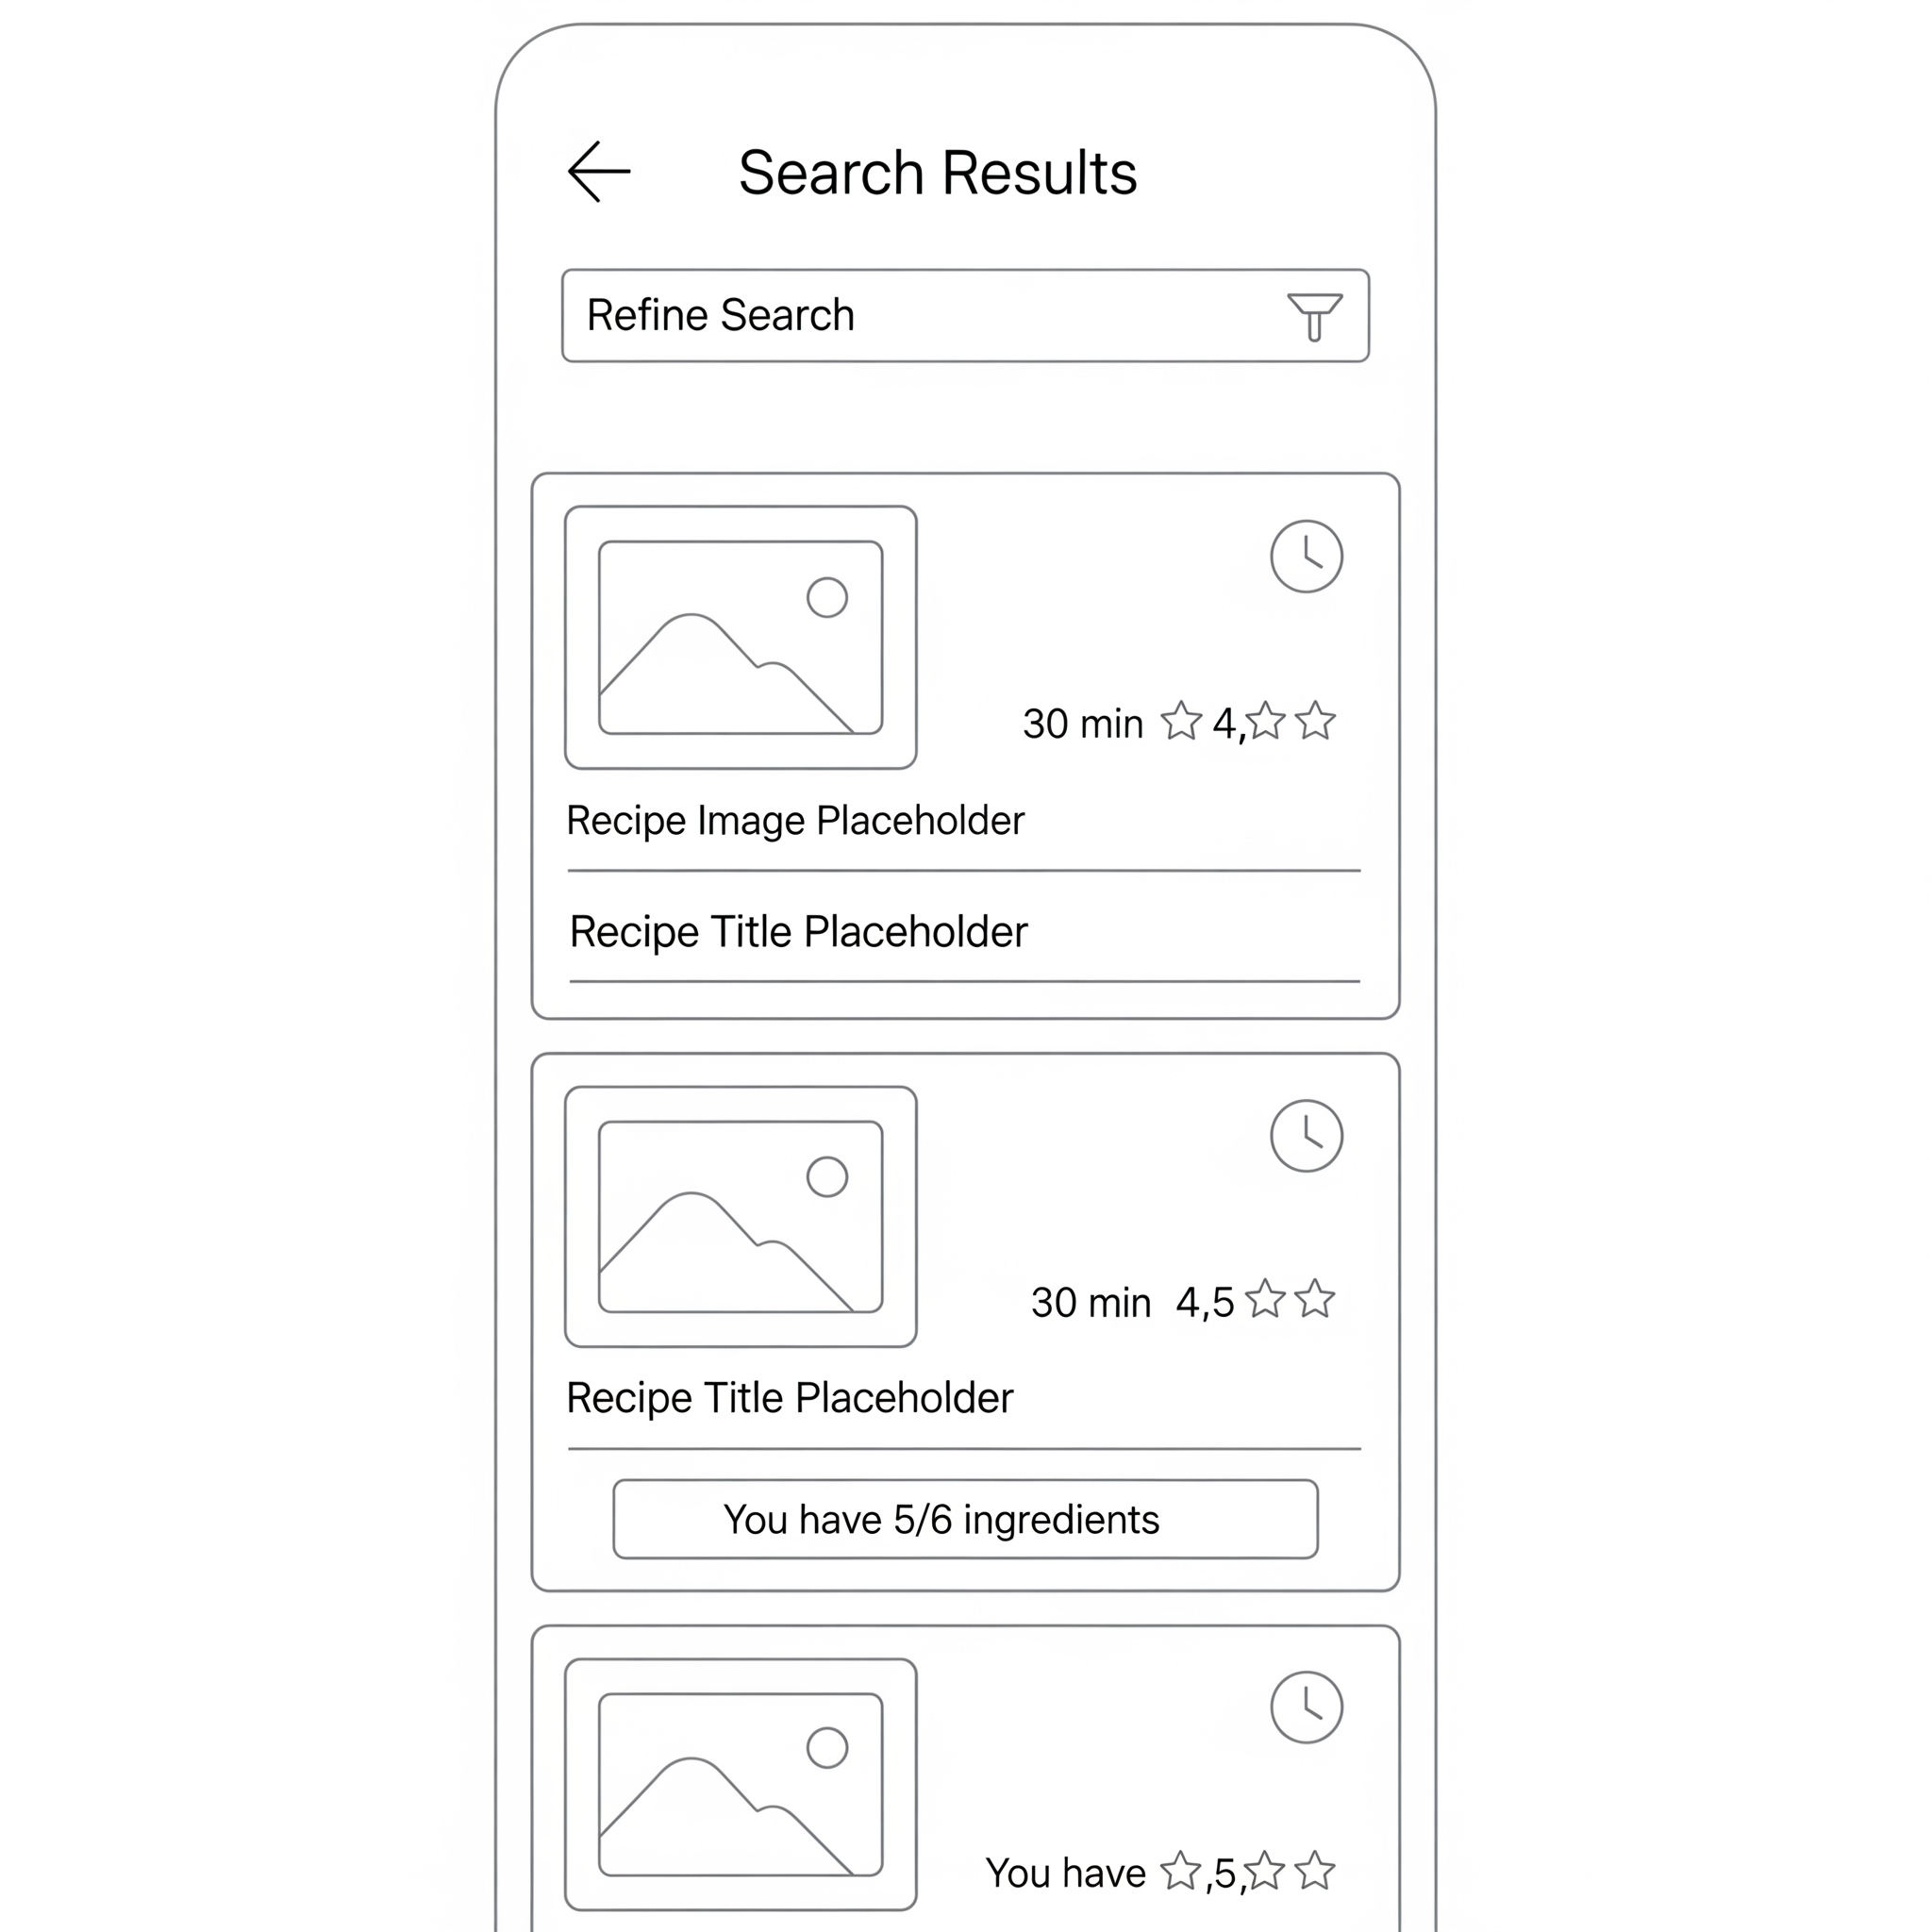 Search Results
Refine Search
30 min 4,
Recipe Image Placeholder
Recipe Title Placeholder
30 min 4,5
Recipe Title Placeholder
You have 5/6 ingredients
You have ,5,